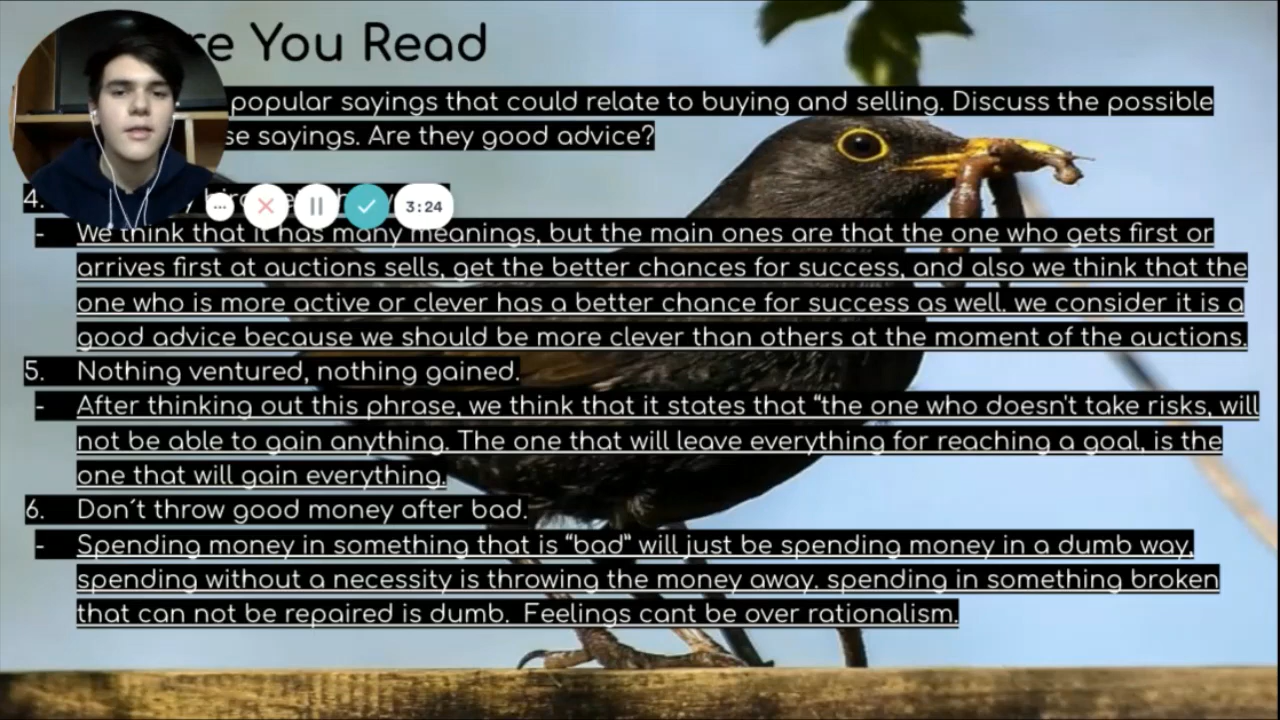 re You Read
popular sayings that could relate to buying and selling. Discuss the possible
se sayings. Are they good advice?
4.
3:24
- We think that it has many meanings, but the main ones are that the one who gets first or
arrives first at auctions sells, get the better chances for success, and also we think that the
one who is more active or clever has a better chance for success as well. we consider it is a
good advice because we should be more clever than others at the moment of the auctions.
5. Nothing ventured, nothing gained.
- After thinking out this phrase, we think that it states that “the one who doesn't take risks, will
not be able to gain anything. The one that will leave everything for reaching a goal, is the
one that will gain everything.
6. Don´t throw good money after bad.
- Spending money in something that is “bad” will just be spending money in a dumb way,
spending without a necessity is throwing the money away. spending in something broken
that can not be repaired is dumb. Feelings cant be over rationalism.